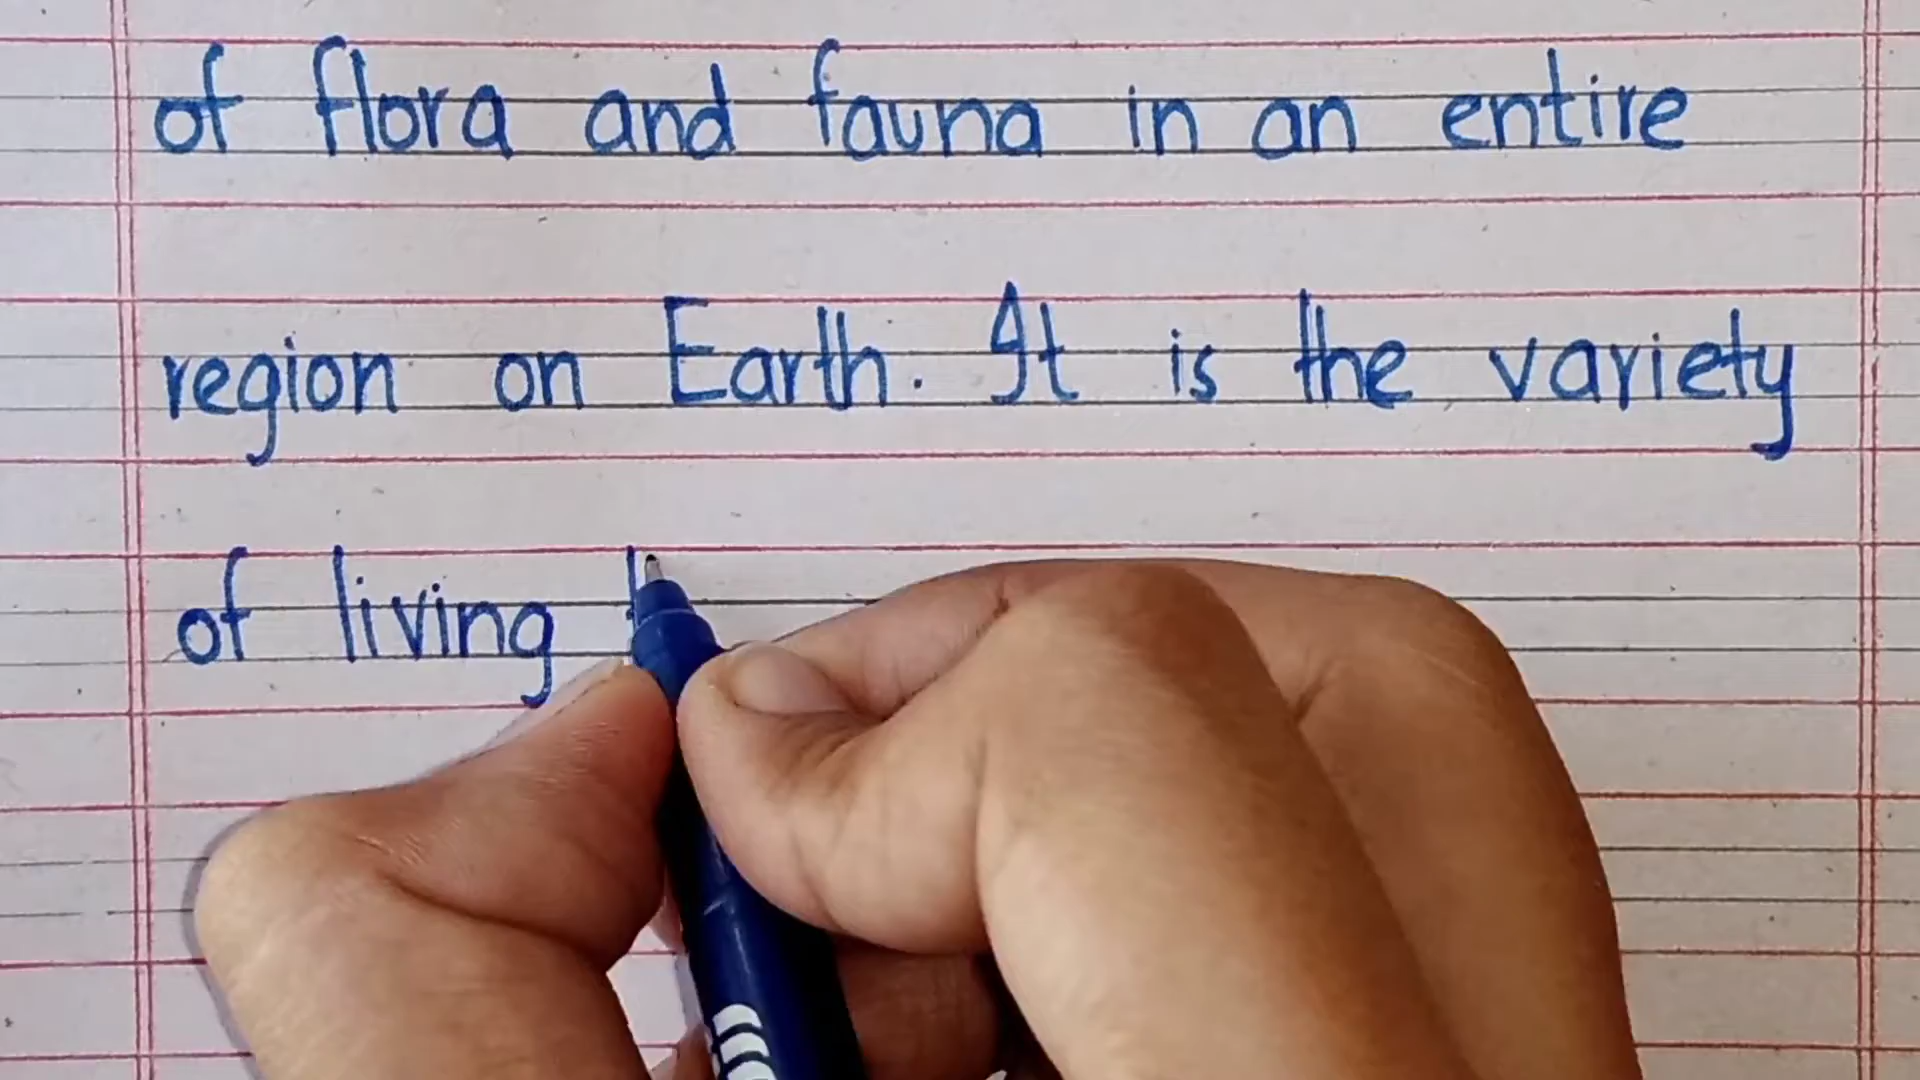 of flora and fauna in an entire
region on Earth. It is the variety
of living